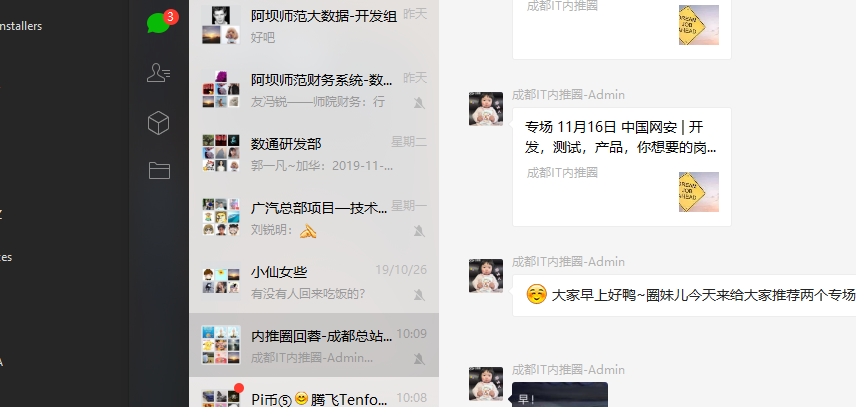 nstallers
3
阿坝师范大数据-开发组 昨天
好吧
阿坝师范财务系统-数... 昨天
友冯锐——师院财务：行
数通研发部 星期二
郭一凡~加华：2019-11-...
广汽总部项目—技术... 星期一
刘锐明：
小仙女些 19/10/26
有没有人回来吃饭的?
内推圈回蓉-成都总站... 10:09
成都IT内推圈-Admin...
Pi币⑤😊腾飞Tenfo... 10:08
成都IT内推圈
DREAM JOB AHEAD
成都IT内推圈-Admin
专场 11月16日 中国网安 | 开
发，测试，产品，你想要的岗...
成都IT内推圈
DREAM JOB AHEAD
成都IT内推圈-Admin
😊 大家早上好鸭~圈妹儿今天来给大家推荐两个专场
成都IT内推圈-Admin
早！
ces
A